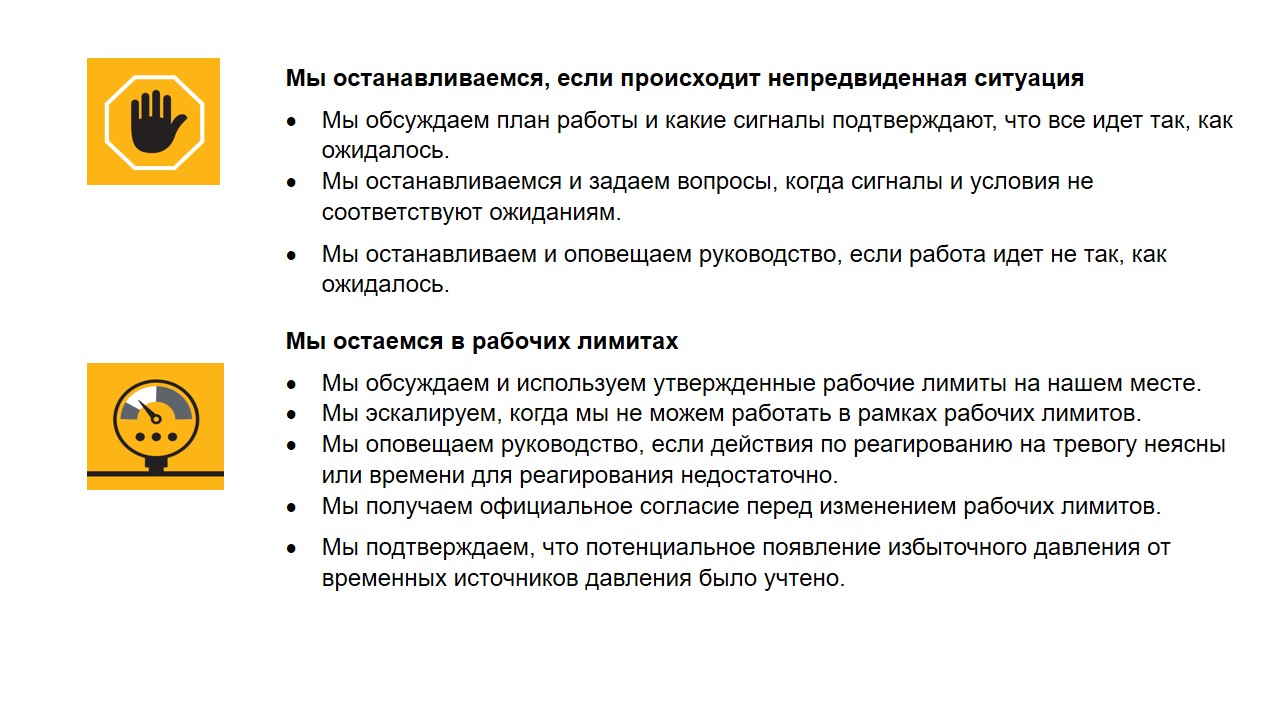 Мы останавливаемся, если происходит непредвиденная ситуация
• Мы обсуждаем план работы и какие сигналы подтверждают, что все идет так, как
ожидалось.
• Мы останавливаемся и задаем вопросы, когда сигналы и условия не
соответствуют ожиданиям.
• Мы останавливаем и оповещаем руководство, если работа идет не так, как
ожидалось.
Мы остаемся в рабочих лимитах
• Мы обсуждаем и используем утвержденные рабочие лимиты на нашем месте.
• Мы эскалируем, когда мы не можем работать в рамках рабочих лимитов.
• Мы оповещаем руководство, если действия по реагированию на тревогу неясны
или времени для реагирования недостаточно.
• Мы получаем официальное согласие перед изменением рабочих лимитов.
• Мы подтверждаем, что потенциальное появление избыточного давления от
временных источников давления было учтено.